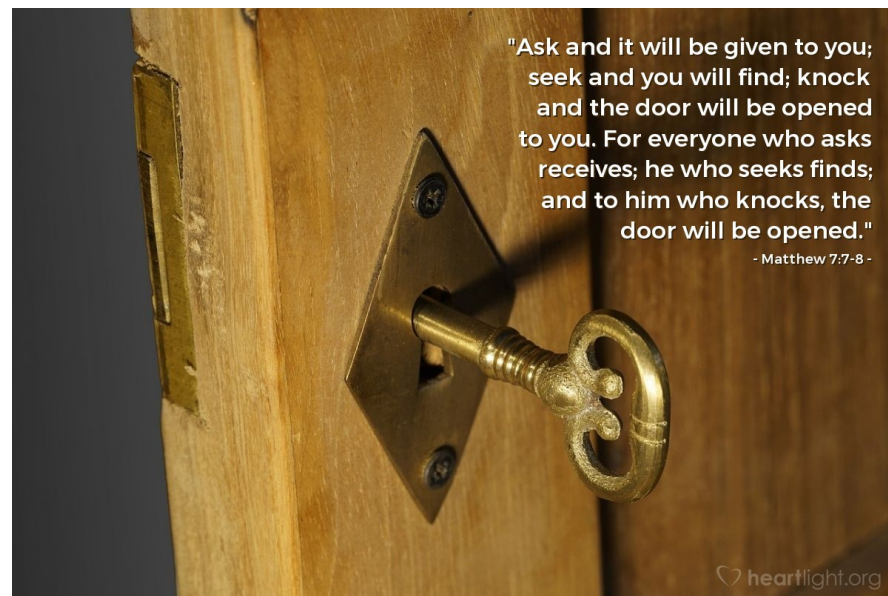 "Ask and it will be given to you;
seek and you will find; knock
and the door will be opened
to you. For everyone who asks
receives; he who seeks finds;
and to him who knocks, the
door will be opened."
- Matthew 7:7-8 -
heartlight.org